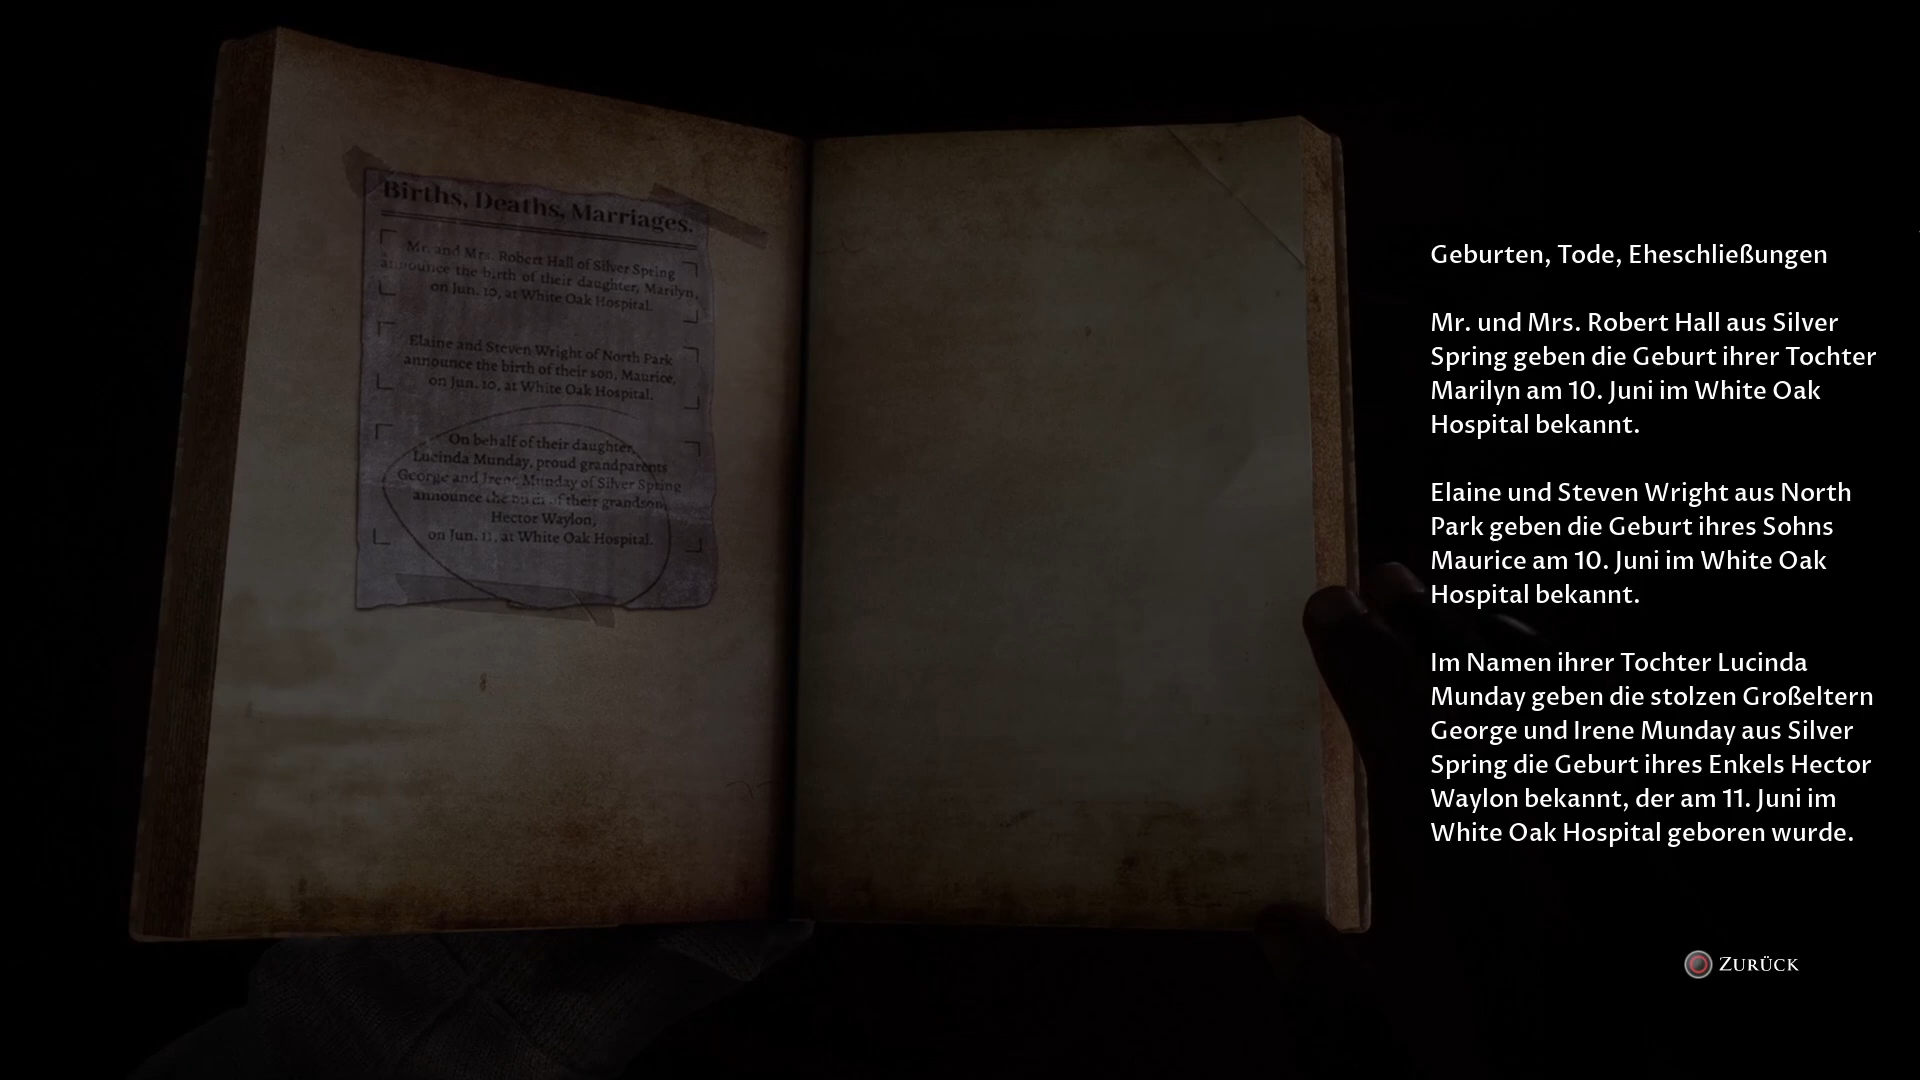 Births, Deaths, Marriages.
Mr. and Mrs. Robert Hall of Silver Spring
announce the birth of their daughter, Marilyn,
on Jun. 10, at White Oak Hospital.
Elaine and Steven Wright of North Park
announce the birth of their son, Maurice,
on Jun. 10, at White Oak Hospital.
On behalf of their daughter,
Lucinda Munday, proud grandparents
George and Irene Munday of Silver Spring
announce the birth of their grandson,
Hector Waylon,
on Jun. 11, at White Oak Hospital.
Geburten, Tode, Eheschließungen
Mr. und Mrs. Robert Hall aus Silver
Spring geben die Geburt ihrer Tochter
Marilyn am 10. Juni im White Oak
Hospital bekannt.
Elaine und Steven Wright aus North
Park geben die Geburt ihres Sohns
Maurice am 10. Juni im White Oak
Hospital bekannt.
Im Namen ihrer Tochter Lucinda
Munday geben die stolzen Großeltern
George und Irene Munday aus Silver
Spring die Geburt ihres Enkels Hector
Waylon bekannt, der am 11. Juni im
White Oak Hospital geboren wurde.
ZURÜCK